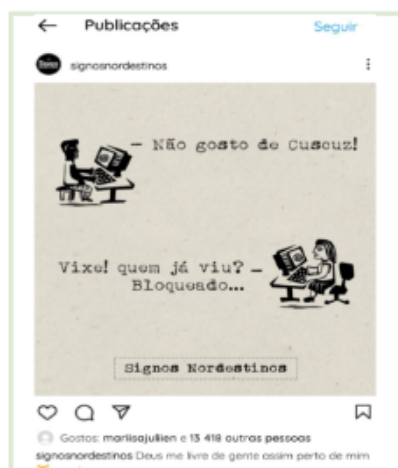 Publicações
Seguir
signosnordestinos
– Não gosto de Cuscuz!
Vixe! quem já viu? –
Bloqueado...
Signos Nordestinos
Gostos: marlisajullien e 13 418 outras pessoas
signosnordestinos Deus me livre de gente assim perto de mim